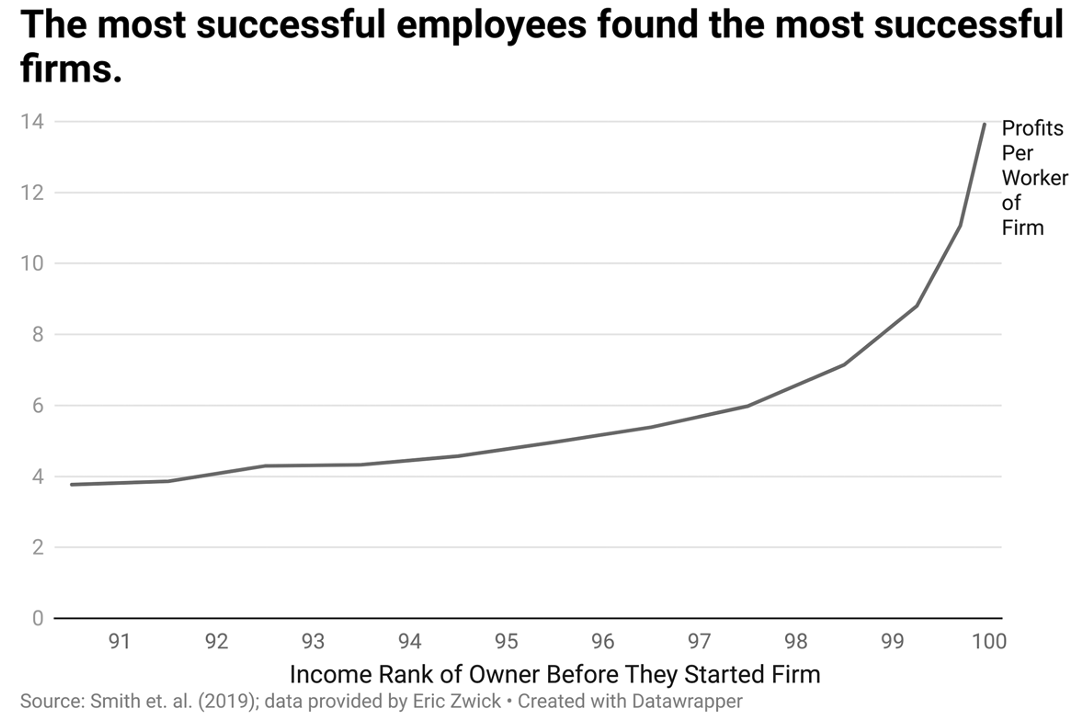 The most successful employees found the most successful
firms.
14
Profits
Per
Worker
of
Firm
12
10
8
6
4
2
0
91 92 93 94 95 96 97 98 99 100
Income Rank of Owner Before They Started Firm
Source: Smith et. al. (2019); data provided by Eric Zwick • Created with Datawrapper